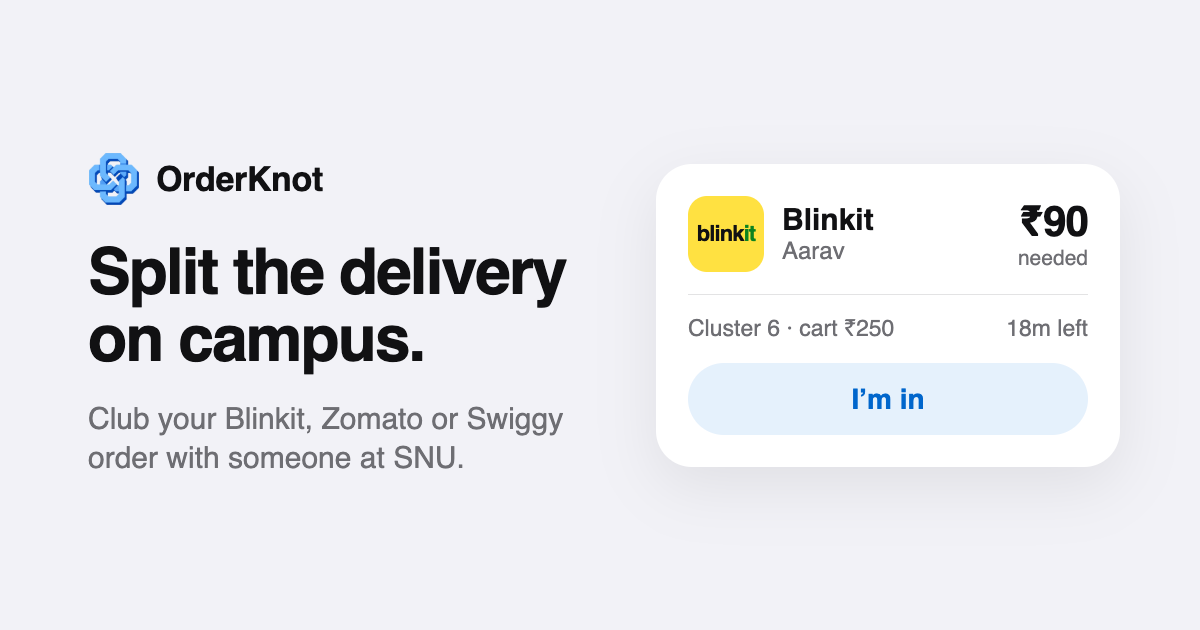 OrderKnot
Split the delivery
on campus.
Club your Blinkit, Zomato or Swiggy
order with someone at SNU.
blinkit
Blinkit
Aarav
₹90
needed
Cluster 6 · cart ₹250
18m left
I’m in